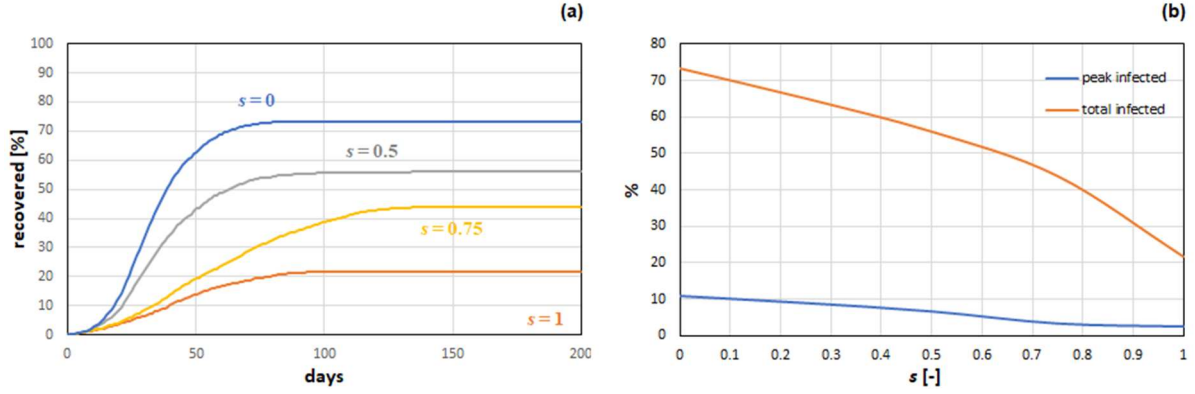 (a)
100
90
80
70
60
50
40
30
20
10
0
recovered [%]
s = 0
s = 0.5
s = 0.75
s = 1
0 50 100 150 200
days
(b)
80
70
60
50
40
30
20
10
0
%
peak infected
total infected
0 0.1 0.2 0.3 0.4 0.5 0.6 0.7 0.8 0.9 1
s [-]